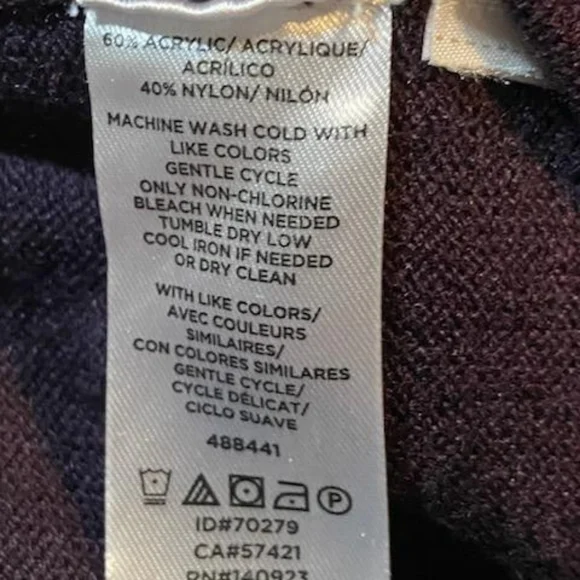 60% ACRYLIC/ ACRYLIQUE/
ACRÍLICO
40% NYLON/ NILÓN
MACHINE WASH COLD WITH
LIKE COLORS
GENTLE CYCLE
ONLY NON-CHLORINE
BLEACH WHEN NEEDED
TUMBLE DRY LOW
COOL IRON IF NEEDED
OR DRY CLEAN
WITH LIKE COLORS/
AVEC COULEURS
SIMILAIRES/
CON COLORES SIMILARES
GENTLE CYCLE/
CYCLE DÉLICAT/
CICLO SUAVE
488441
P
ID#70279
CA#57421
RN#140923